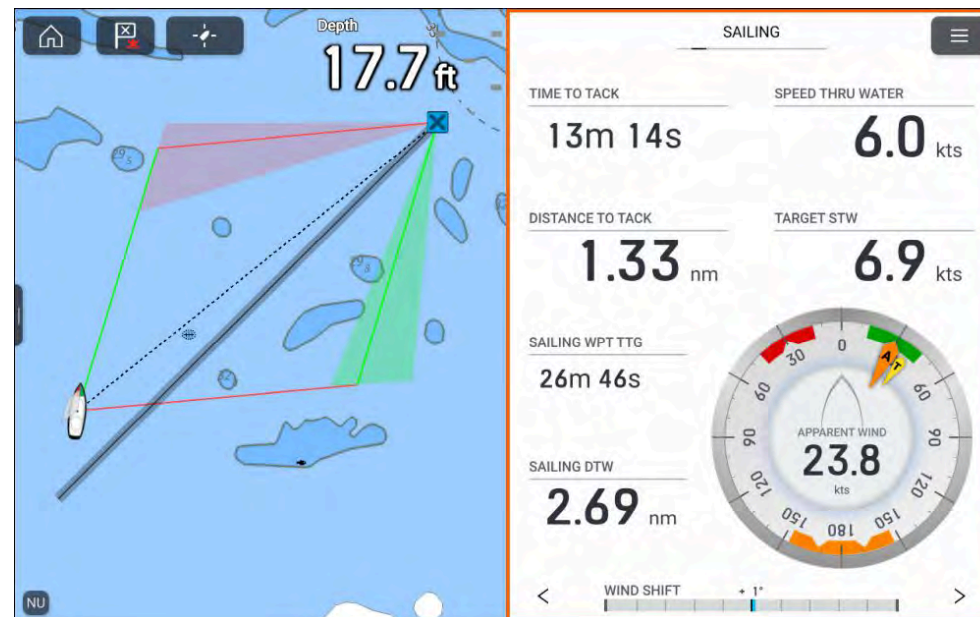 Depth
17.7 ft
NU
SAILING
TIME TO TACK
13m 14s
SPEED THRU WATER
6.0 kts
DISTANCE TO TACK
1.33 nm
TARGET STW
6.9 kts
SAILING WPT TTG
26m 46s
SAILING DTW
2.69 nm
0
30
60
60
90
90
120
120
150
180
150
A
T
APPARENT WIND
23.8
kts
WIND SHIFT
+ 1°